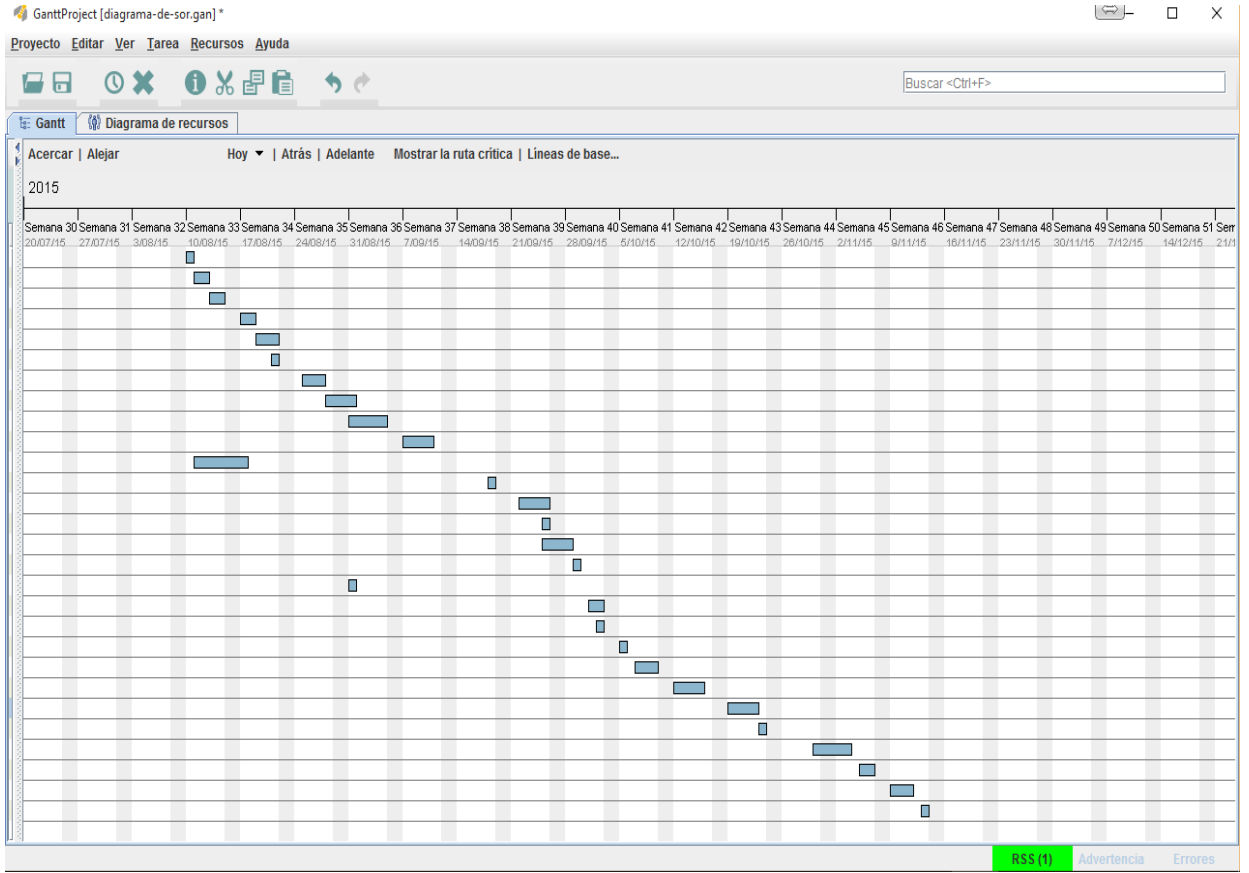 GanttProject [diagrama-de-sor.gan] *
Proyecto Editar Ver Tarea Recursos Ayuda
Buscar <Ctrl+F>
Gantt Diagrama de recursos
Acercar | Alejar Hoy | Atrás | Adelante Mostrar la ruta crítica | Líneas de base...
2015
Semana 30 Semana 31 Semana 32 Semana 33 Semana 34 Semana 35 Semana 36 Semana 37 Semana 38 Semana 39 Semana 40 Semana 41 Semana 42 Semana 43 Semana 44 Semana 45 Semana 46 Semana 47 Semana 48 Semana 49 Semana 50 Semana 51 Sem
20/07/15 27/07/15 3/08/15 10/08/15 17/08/15 24/08/15 31/08/15 7/09/15 14/09/15 21/09/15 28/09/15 5/10/15 12/10/15 19/10/15 26/10/15 2/11/15 9/11/15 16/11/15 23/11/15 30/11/15 7/12/15 14/12/15 21/1
RSS (1) Advertencia Errores